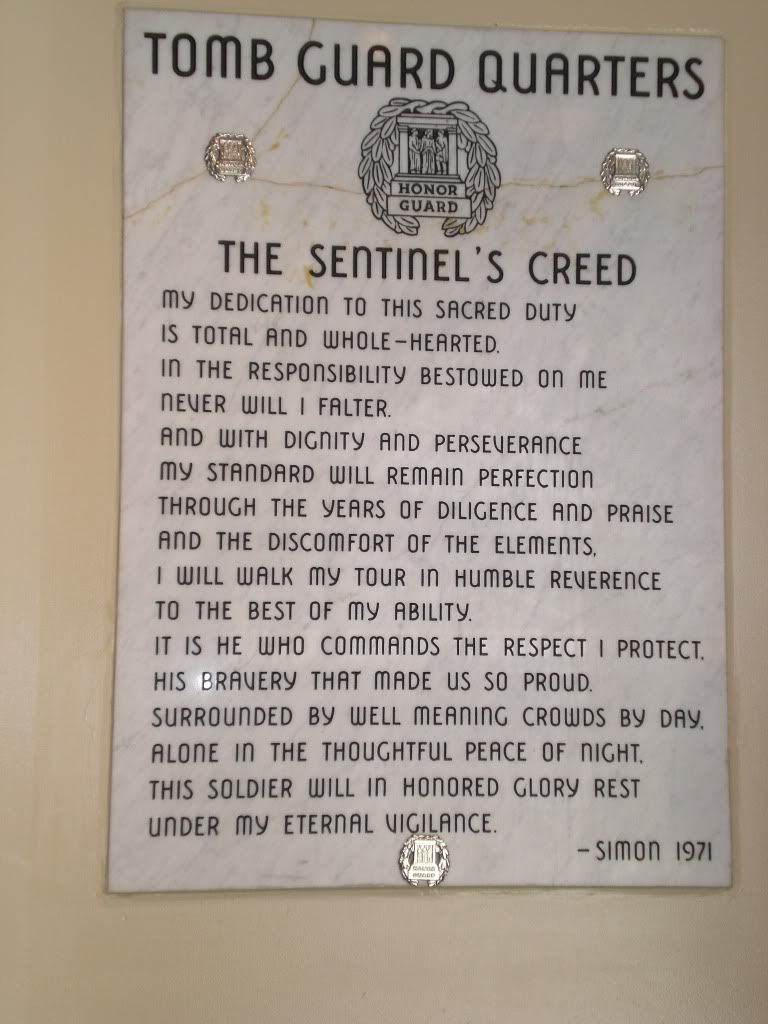 TOMB GUARD QUARTERS
HONOR
GUARD
THE SENTINEL'S CREED
MY DEDICATION TO THIS SACRED DUTY
IS TOTAL AND WHOLE-HEARTED.
IN THE RESPONSIBILITY BESTOWED ON ME
NEVER WILL I FALTER.
AND WITH DIGNITY AND PERSEVERANCE
MY STANDARD WILL REMAIN PERFECTION
THROUGH THE YEARS OF DILIGENCE AND PRAISE
AND THE DISCOMFORT OF THE ELEMENTS,
I WILL WALK MY TOUR IN HUMBLE REVERENCE
TO THE BEST OF MY ABILITY.
IT IS HE WHO COMMANDS THE RESPECT I PROTECT,
HIS BRAVERY THAT MADE US SO PROUD.
SURROUNDED BY WELL MEANING CROWDS BY DAY,
ALONE IN THE THOUGHTFUL PEACE OF NIGHT,
THIS SOLDIER WILL IN HONORED GLORY REST
UNDER MY ETERNAL VIGILANCE.
HONOR
GUARD
– SIMON 1971